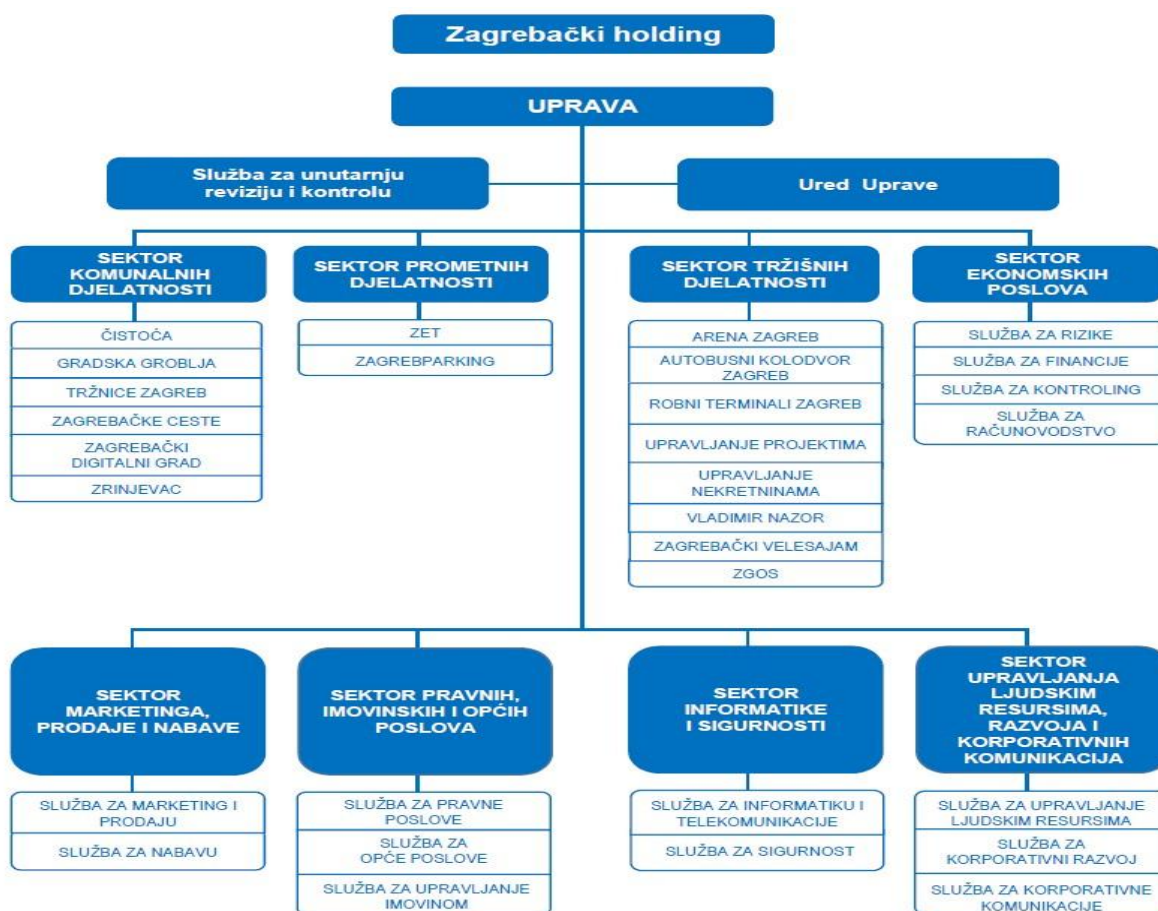 Zagrebački holding
UPRAVA
Služba za unutarnju
reviziju i kontrolu
Ured Uprave
SEKTOR
KOMUNALNIH
DJELATNOSTI
ČISTOĆA
GRADSKA GROBLJA
TRŽNICE ZAGREB
ZAGREBAČKE CESTE
ZAGREBAČKI
DIGITALNI GRAD
ZRINJEVAC
SEKTOR PROMETNIH
DJELATNOSTI
ZET
ZAGREBPARKING
SEKTOR TRŽIŠNIH
DJELATNOSTI
ARENA ZAGREB
AUTOBUSNI KOLODVOR
ZAGREB
ROBNI TERMINALI ZAGREB
UPRAVLJANJE PROJEKTIMA
UPRAVLJANJE
NEKRETNINAMA
VLADIMIR NAZOR
ZAGREBAČKI VELESAJAM
ZGOS
SEKTOR
EKONOMSKIH
POSLOVA
SLUŽBA ZA RIZIKE
SLUŽBA ZA FINANCIJE
SLUŽBA ZA KONTROLING
SLUŽBA ZA
RAČUNOVODSTVO
SEKTOR
MARKETINGA,
PRODAJE I NABAVE
SLUŽBA ZA MARKETING I
PRODAJU
SLUŽBA ZA NABAVU
SEKTOR PRAVNIH,
IMOVINSKIH I OPĆIH
POSLOVA
SLUŽBA ZA PRAVNE
POSLOVE
SLUŽBA ZA
OPĆE POSLOVE
SLUŽBA ZA UPRAVLJANJE
IMOVINOM
SEKTOR
INFORMATIKE
I SIGURNOSTI
SLUŽBA ZA INFORMATIKU I
TELEKOMUNIKACIJE
SLUŽBA ZA SIGURNOST
SEKTOR
UPRAVLJANJA
LJUDSKIM
RESURSIMA,
RAZVOJA I
KORPORATIVNIH
KOMUNIKACIJA
SLUŽBA ZA UPRAVLJANJE
LJUDSKIM RESURSIMA
SLUŽBA ZA
KORPORATIVNI RAZVOJ
SLUŽBA ZA KORPORATIVNE
KOMUNIKACIJE